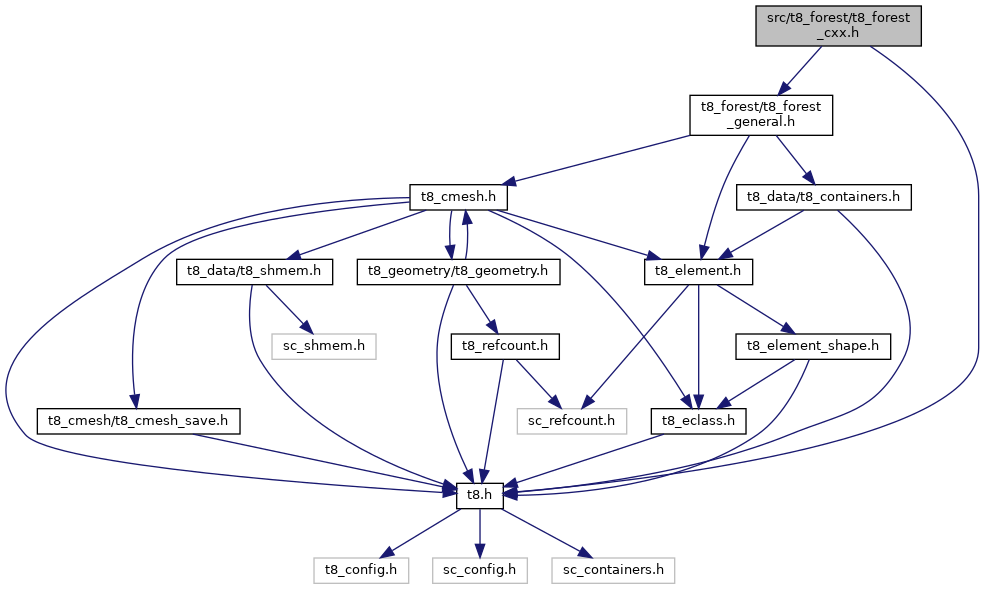 src/t8_forest/t8_forest
_cxx.h
t8_forest/t8_forest
_general.h
t8_cmesh.h
t8_data/t8_containers.h
t8_data/t8_shmem.h
t8_geometry/t8_geometry.h
t8_element.h
sc_shmem.h
t8_refcount.h
t8_element_shape.h
t8_cmesh/t8_cmesh_save.h
sc_refcount.h
t8_eclass.h
t8.h
t8_config.h
sc_config.h
sc_containers.h